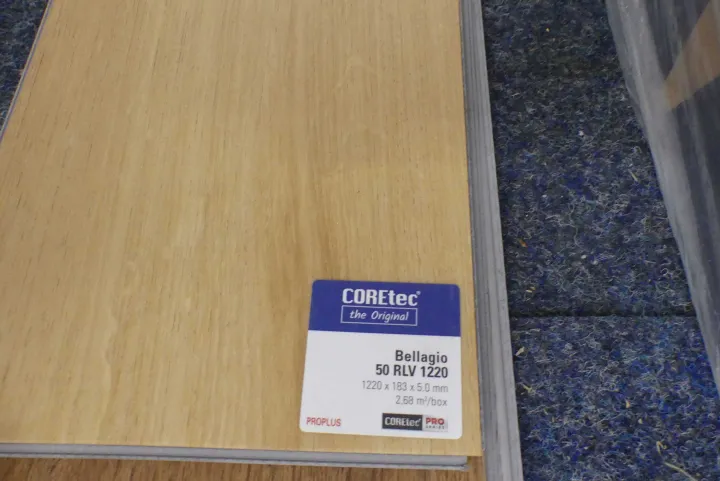 COREtec®
the Original
Bellagio
50 RLV 1220
1220 x 183 x 5.0 mm
2.68 m²/box
PROPLUS
COREtec PRO
SERIES